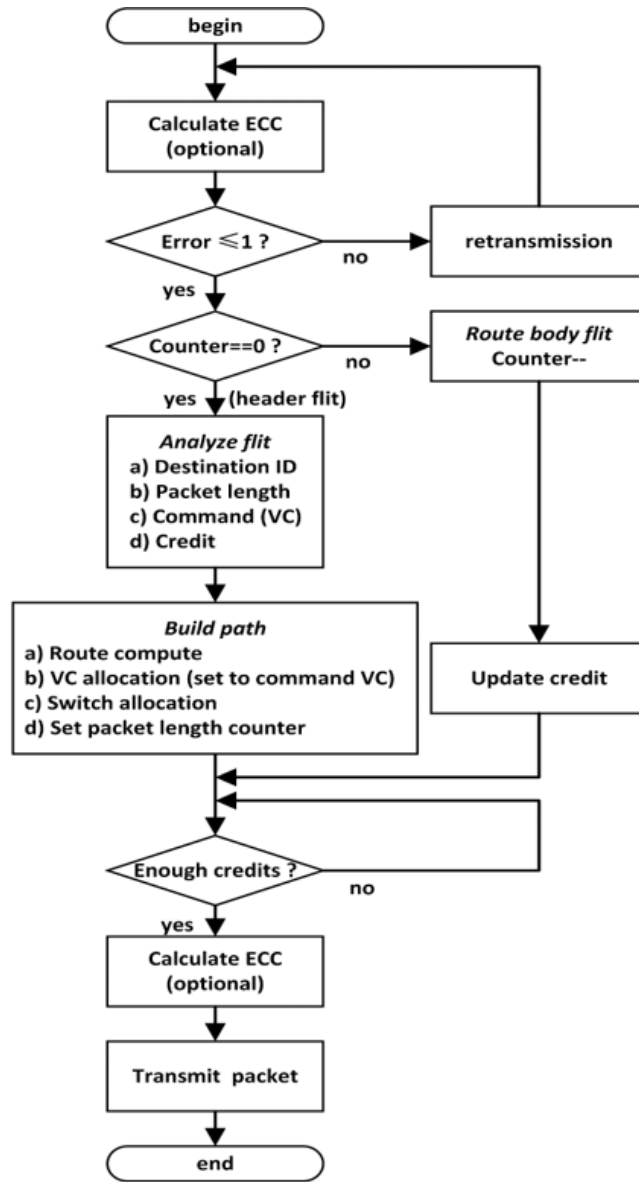 begin
Calculate ECC
(optional)
Error ≤1 ?
no
retransmission
yes
Counter==0 ?
no
Route body flit
Counter--
yes (header flit)
Analyze flit
a) Destination ID
b) Packet length
c) Command (VC)
d) Credit
Build path
a) Route compute
b) VC allocation (set to command VC)
c) Switch allocation
d) Set packet length counter
Update credit
Enough credits ?
no
yes
Calculate ECC
(optional)
Transmit packet
end